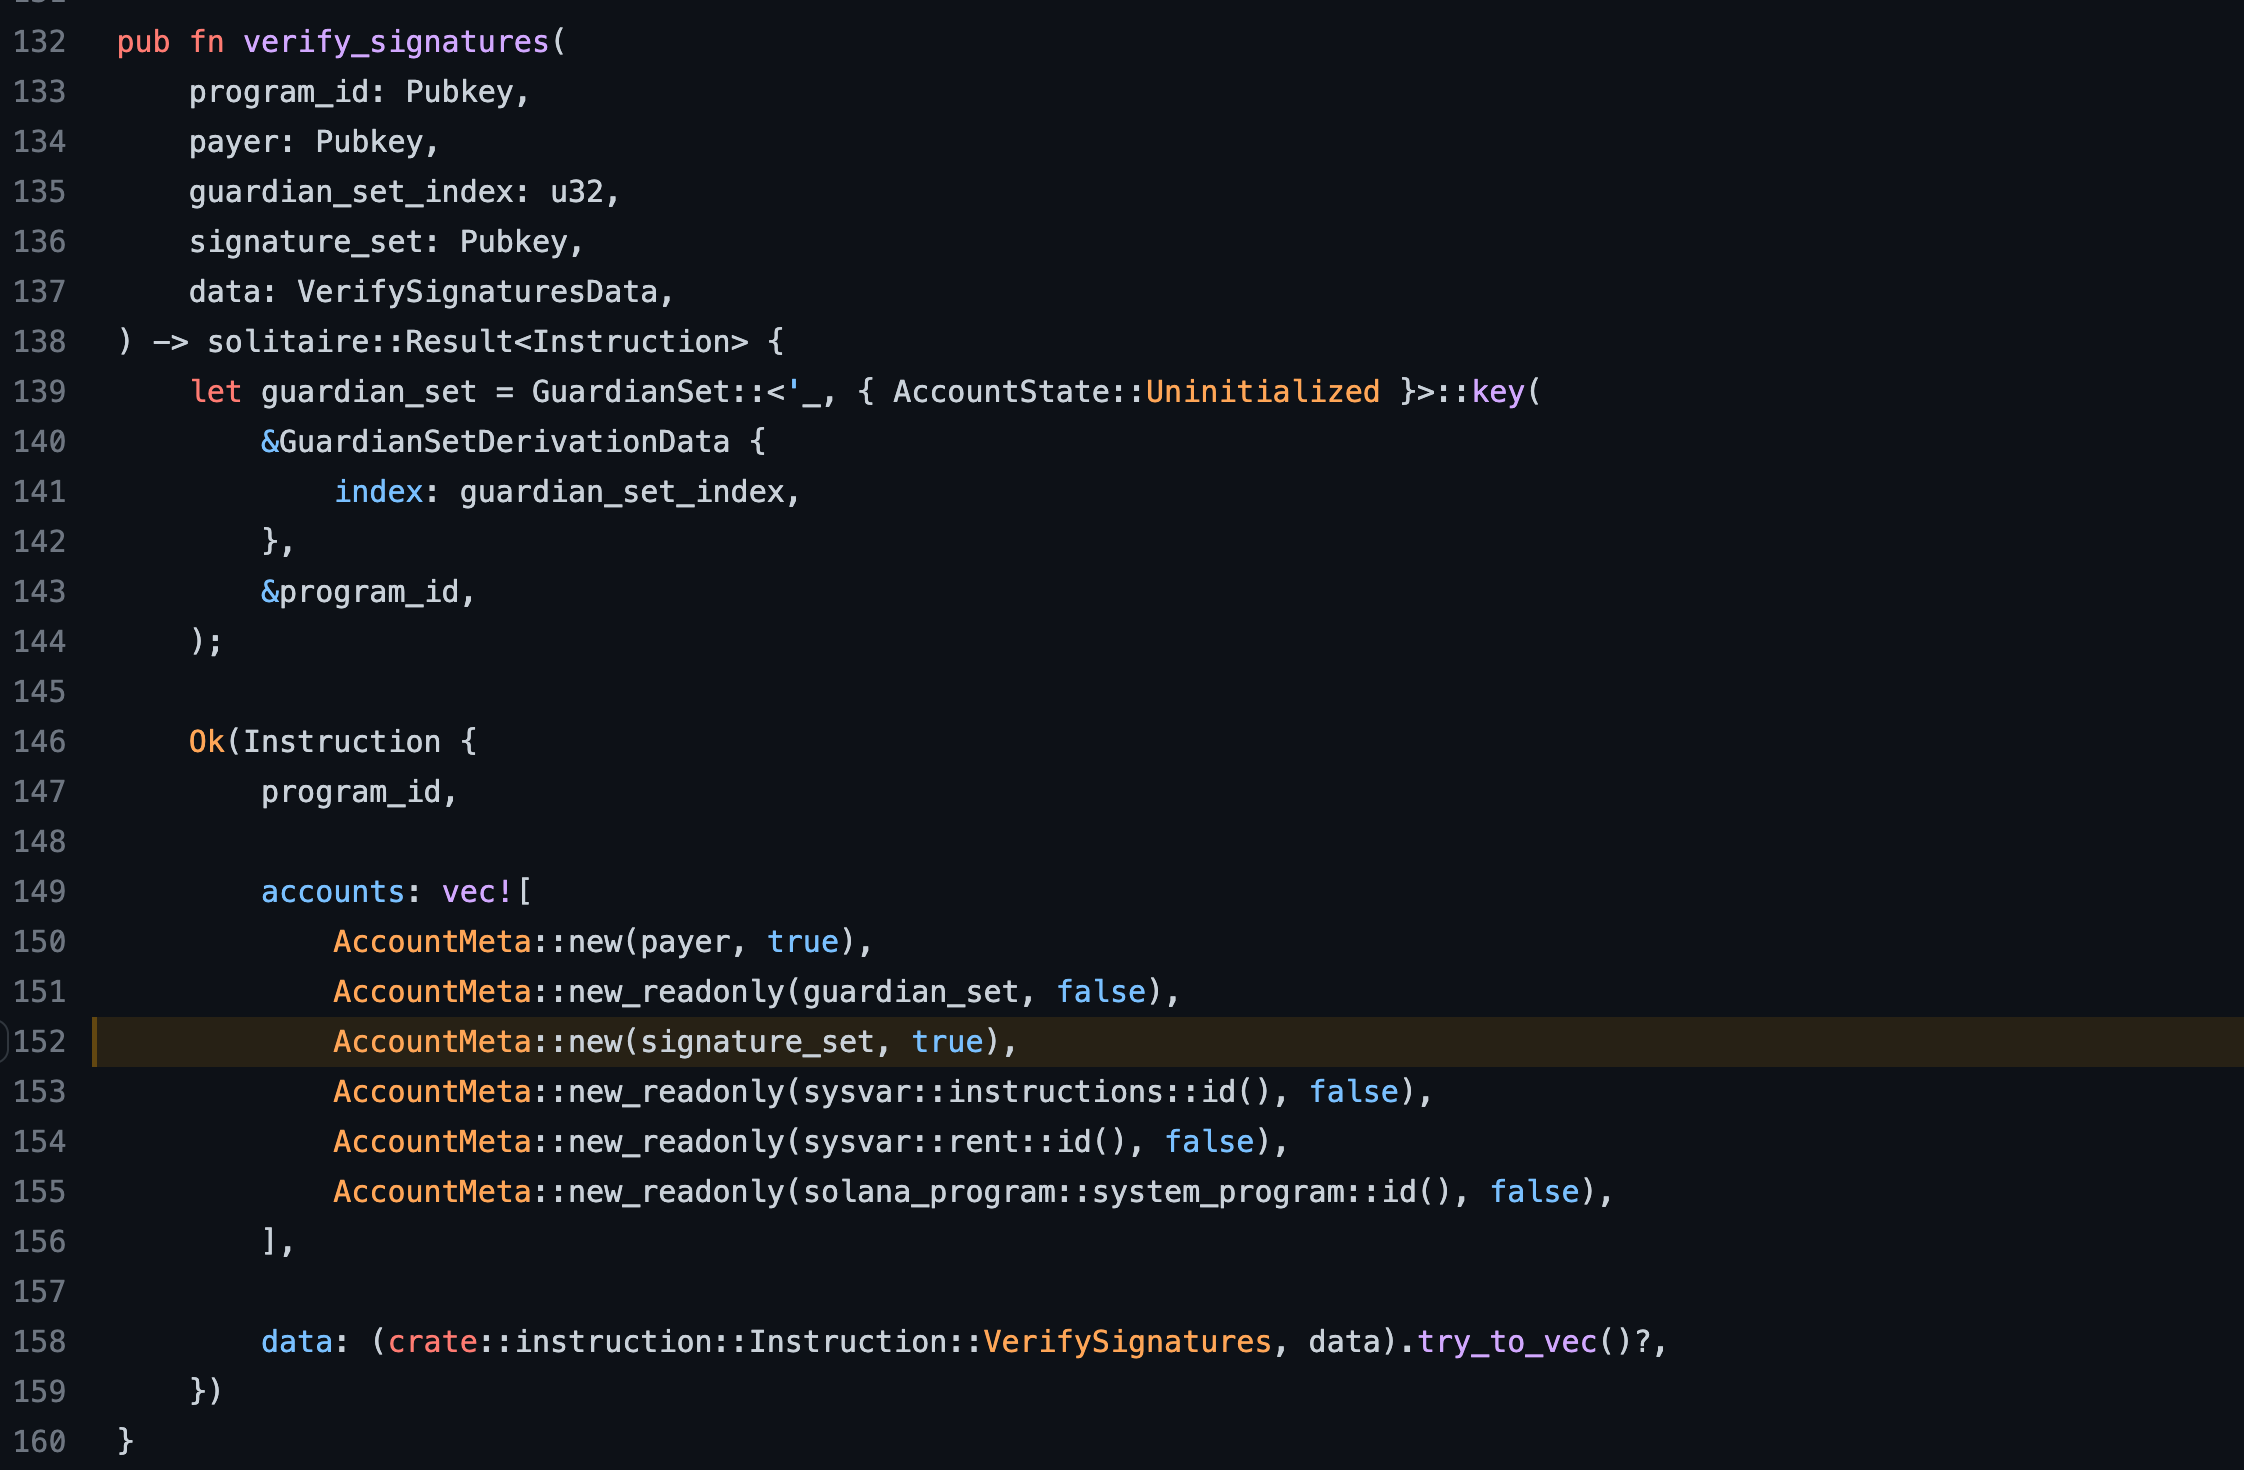 132 pub fn verify_signatures(
133     program_id: Pubkey,
134     payer: Pubkey,
135     guardian_set_index: u32,
136     signature_set: Pubkey,
137     data: VerifySignaturesData,
138 ) -> solitaire::Result<Instruction> {
139     let guardian_set = GuardianSet::<'_, { AccountState::Uninitialized }>::key(
140         &GuardianSetDerivationData {
141             index: guardian_set_index,
142         },
143         &program_id,
144     );
145
146     Ok(Instruction {
147         program_id,
148
149         accounts: vec![
150             AccountMeta::new(payer, true),
151             AccountMeta::new_readonly(guardian_set, false),
152             AccountMeta::new(signature_set, true),
153             AccountMeta::new_readonly(sysvar::instructions::id(), false),
154             AccountMeta::new_readonly(sysvar::rent::id(), false),
155             AccountMeta::new_readonly(solana_program::system_program::id(), false),
156         ],
157
158         data: (crate::instruction::Instruction::VerifySignatures, data).try_to_vec()?,
159     })
160 }